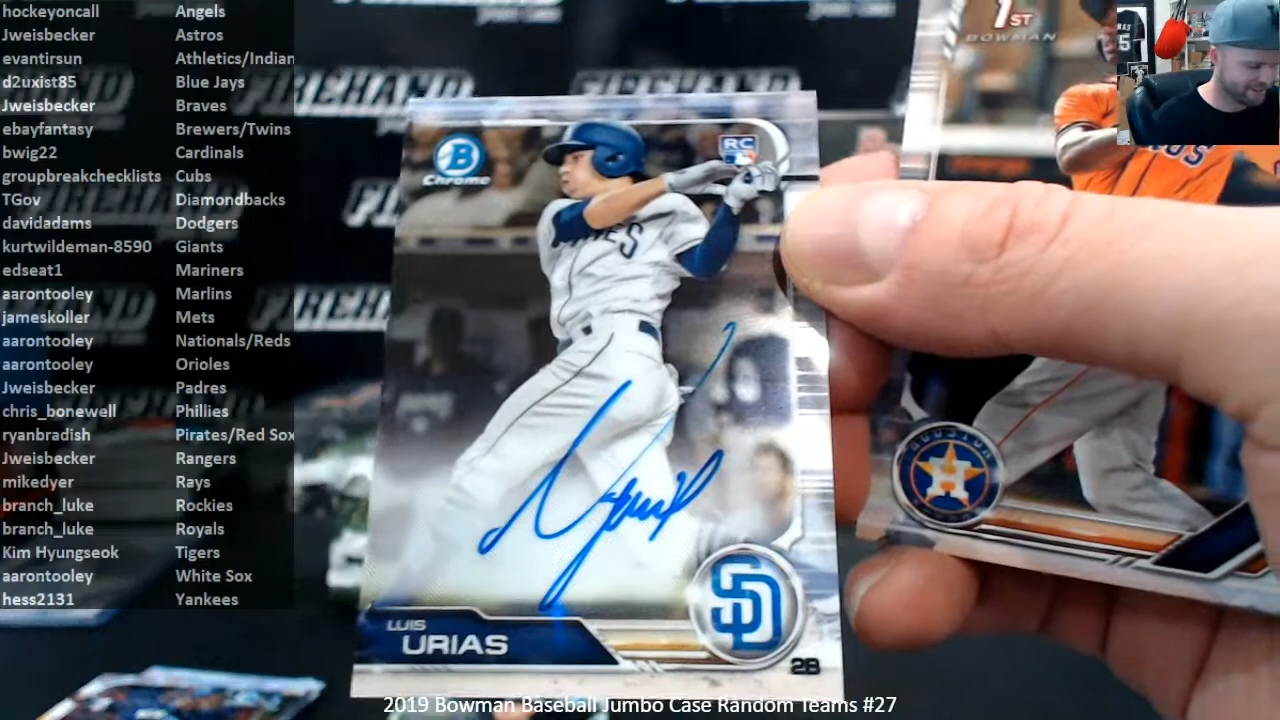 hockeyoncall Angels
Jweisbecker Astros
evantirsun Athletics/Indian
d2uxist85 Blue Jays
Jweisbecker Braves
ebayfantasy Brewers/Twins
bwig22 Cardinals
groupbreakchecklists Cubs
TGov Diamondbacks
davidadams Dodgers
kurtwildeman-8590 Giants
edseat1 Mariners
aarontooley Marlins
jameskoller Mets
aarontooley Nationals/Reds
aarontooley Orioles
Jweisbecker Padres
chris_bonewell Phillies
ryanbradish Pirates/Red Sox
Jweisbecker Rangers
mikedyer Rays
branch_luke Rockies
branch_luke Royals
Kim Hyungseok Tigers
aarontooley White Sox
hess2131 Yankees
FIREHAND
FIREHAND
B
Chrome
RC
1ST
BOWMAN
HOUSTON
H
SD
LUIS
URIAS
2B
2019 Bowman Baseball Jumbo Case Random Teams #27